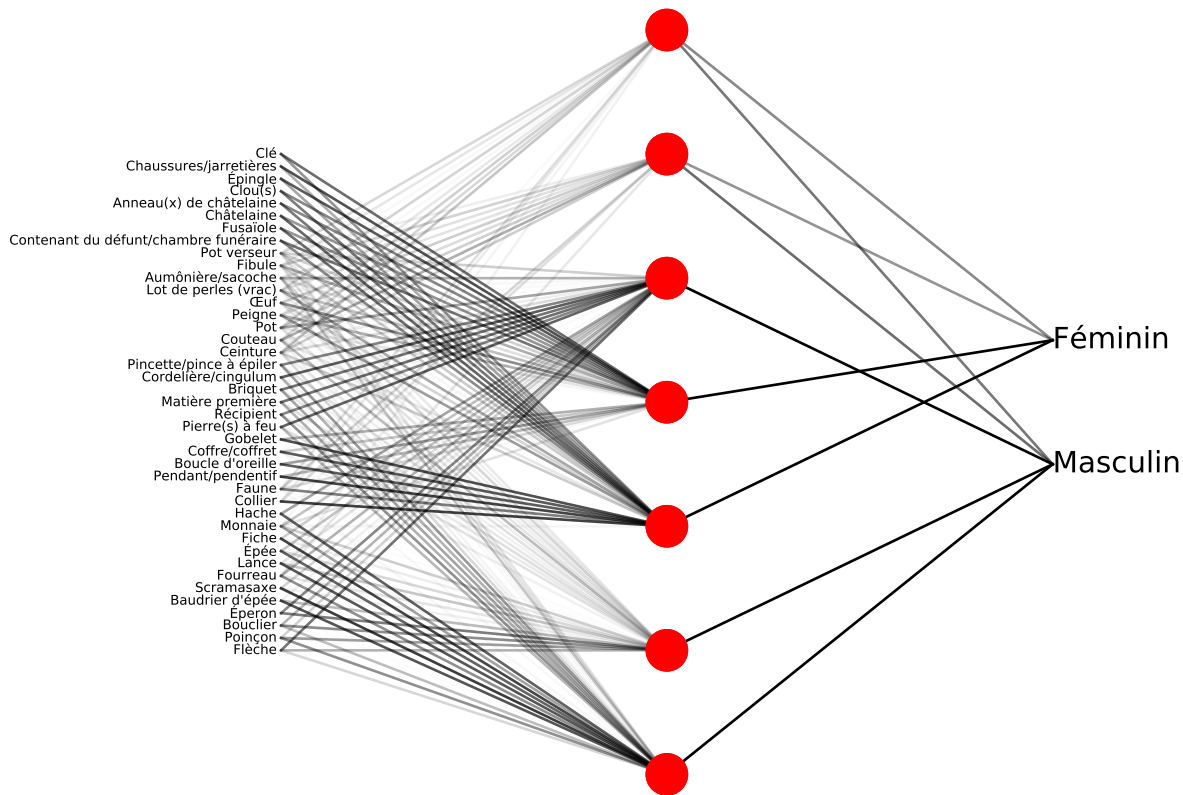 Clé
Chaussures/jarretières
Épingle
Clou(s)
Anneau(x) de châtelaine
Châtelaine
Fusaïole
Contenant du défunt/chambre funéraire
Pot verseur
Fibule
Aumônière/sacoche
Lot de perles (vrac)
Œuf
Peigne
Pot
Couteau
Ceinture
Pincette/pince à épiler
Cordelière/cingulum
Briquet
Matière première
Récipient
Pierre(s) à feu
Gobelet
Coffre/coffret
Boucle d'oreille
Pendant/pendentif
Faune
Collier
Hache
Monnaie
Fiche
Épée
Lance
Fourreau
Scramasaxe
Baudrier d'épée
Éperon
Bouclier
Poinçon
Flèche
Féminin
Masculin